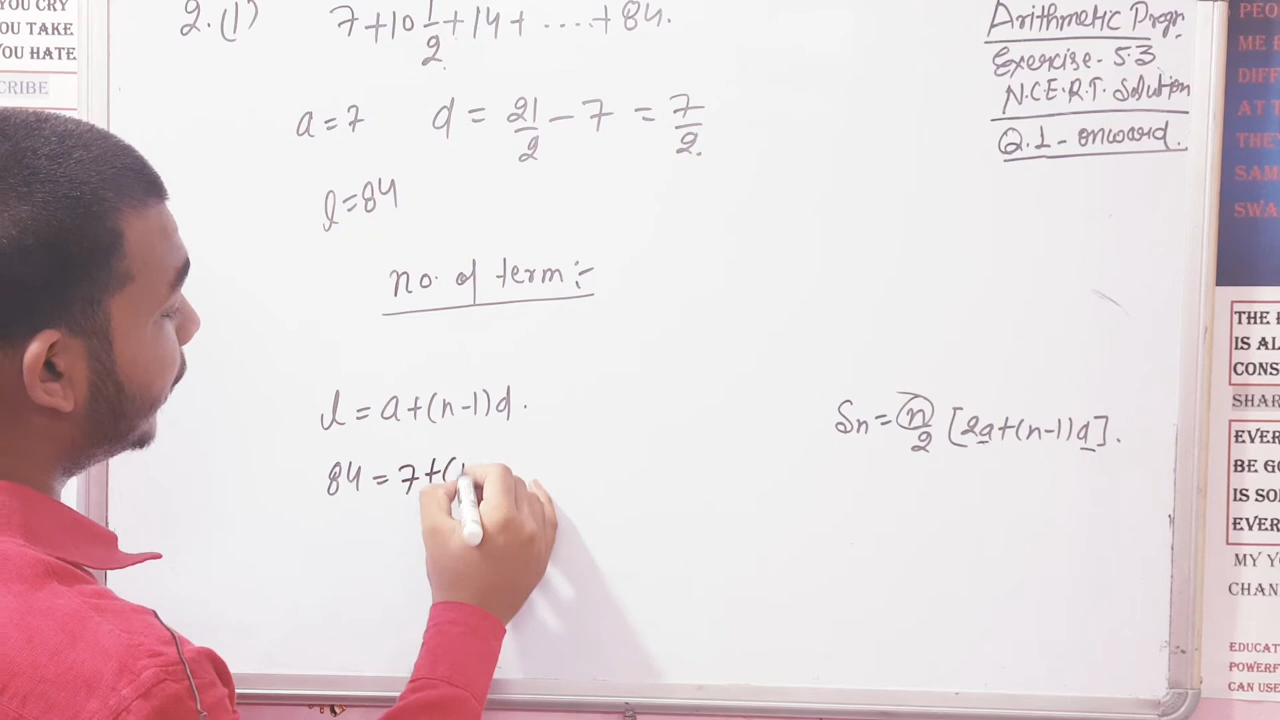 YOU CRY
YOU TAKE
YOU HATE
CRIBE
2.(1) 7+10 1/2+14+ .....+84.
a=7 d = 21/2 - 7 = 7/2.
l=84
no. of term:-
l = a+(n-1)d.
84 = 7+(
Sn = n/2 [2a+(n-1)d].
Arithmetic Progr.
Exercise-5.3
N.C.E.R.T. Solution
Q.1-onward.
PEO
ME
DIFF
AT T
THEY
SAM
SWA
THE
IS AL
CONS
SHAR
EVER
BE GO
IS SO
EVER
MY YO
CHAN
EDUCAT
POWERF
CAN USE